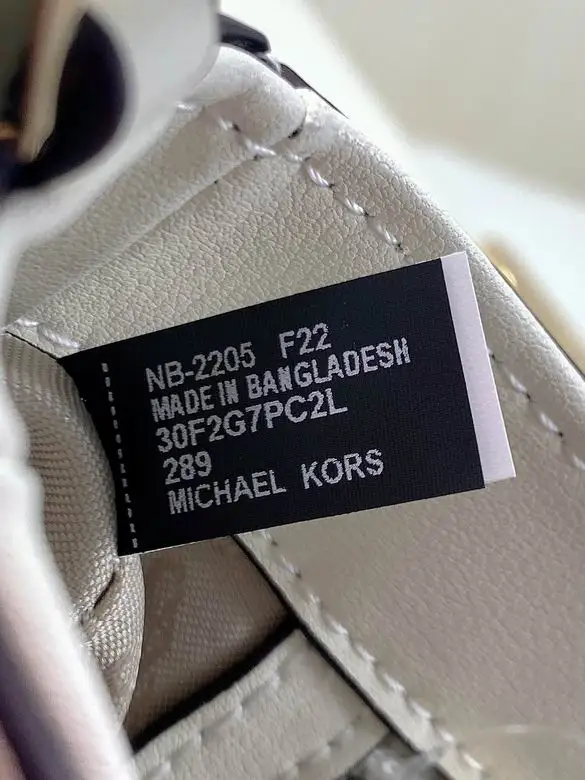 NB-2205 F22
MADE IN BANGLADESH
30F2G7PC2L
289
MICHAEL KORS